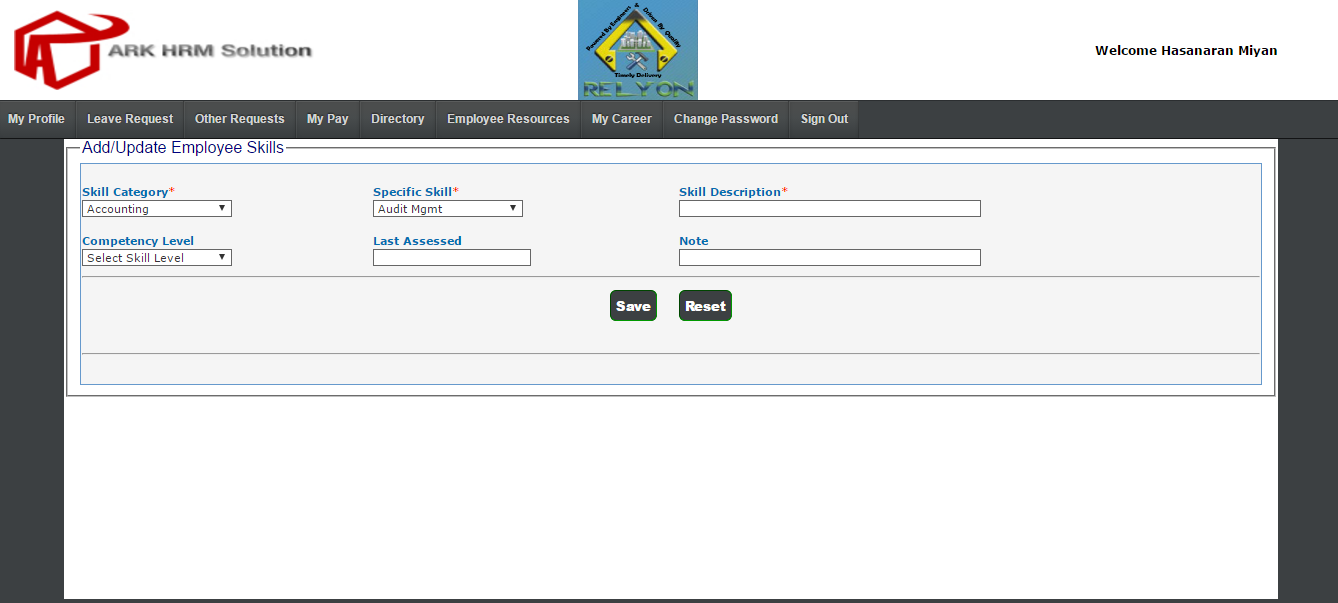 ARK HRM Solution
Powered By Engineers & Driven By Quality
Timely Delivery
RELYON
Welcome Hasanaran Miyan
My Profile Leave Request Other Requests My Pay Directory Employee Resources My Career Change Password Sign Out
Add/Update Employee Skills
Skill Category* Specific Skill* Skill Description*
Accounting Audit Mgmt
Competency Level Last Assessed Note
Select Skill Level
Save Reset